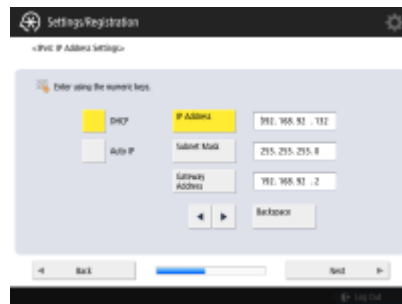 Settings/Registration
<IPv4: IP Address Settings>
Enter using the numeric keys.
DHCP
IP Address
192. 168. 92 . 132
Auto IP
Subnet Mask
255. 255. 255. 0
Gateway
Address
192. 168. 92 . 2
Backspace
Back
Next
Log Out